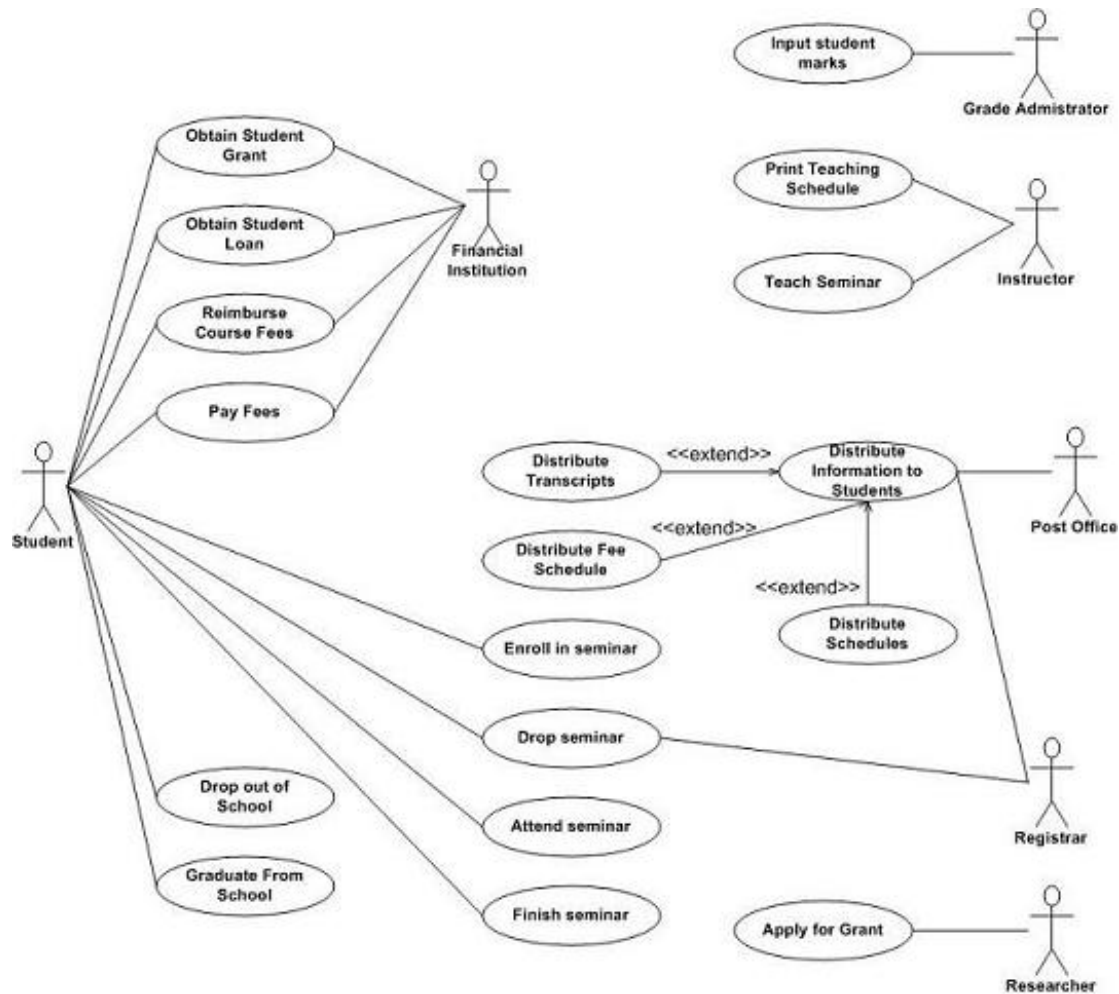 Input student
marks
Grade Admistrator
Obtain Student
Grant
Print Teaching
Schedule
Obtain Student
Loan
Financial
Institution
Teach Seminar
Instructor
Reimburse
Course Fees
Pay Fees
Student
Distribute
Transcripts
<<extend>>
Distribute
Information to
Students
Post Office
<<extend>>
Distribute Fee
Schedule
<<extend>>
Distribute
Schedules
Enroll in seminar
Drop seminar
Drop out of
School
Attend seminar
Registrar
Graduate From
School
Finish seminar
Apply for Grant
Researcher